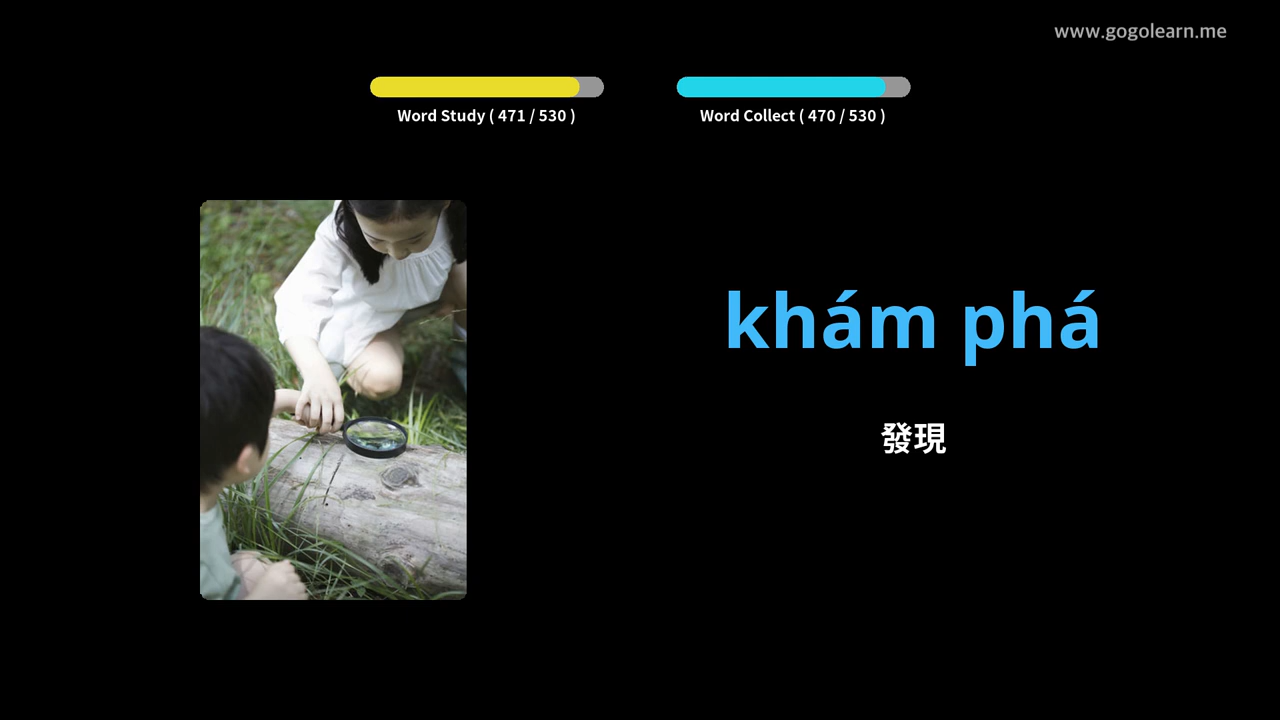 www.gogolearn.me
Word Study ( 471 / 530 )
Word Collect ( 470 / 530 )
khám phá
發現